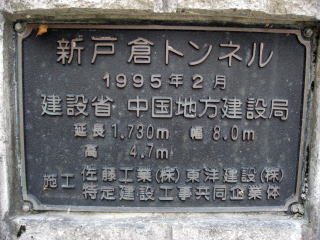 新戸倉トンネル
1995年2月
建設省 中国地方建設局
延長 1,730m 幅 8.0m
高 4.7m
施工 佐藤工業(株)東洋建設(株)
特定建設工事共同企業体